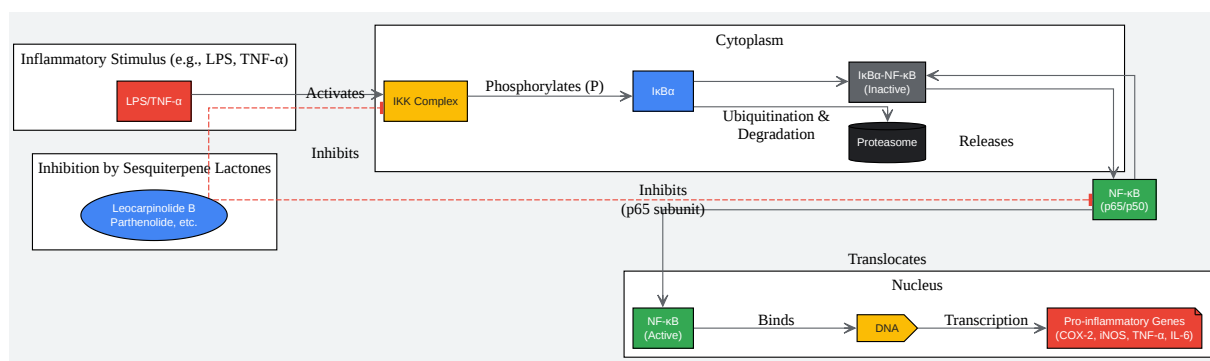 Cytoplasm
Inflammatory Stimulus (e.g., LPS, TNF-α)
LPS/TNF-α
Activates
IKK Complex
Phosphorylates (P)
IκBα
IκBα-NF-κB
(Inactive)
Ubiquitination &
Degradation
Proteasome
Releases
Inhibits
Inhibition by Sesquiterpene Lactones
Leocarpinolide B
Parthenolide, etc.
Inhibits
(p65 subunit)
NF-κB
(p65/p50)
Translocates
Nucleus
NF-κB
(Active)
Binds
DNA
Transcription
Pro-inflammatory Genes
(COX-2, iNOS, TNF-α, IL-6)